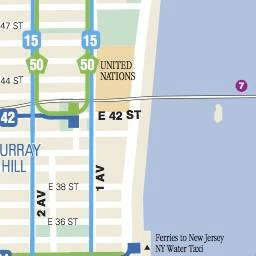 47 ST
15
15
50
50
UNITED
NATIONS
44 ST
7
42
E 42 ST
URRAY
HILL
E 38 ST
2 AV
1 AV
E 36 ST
Ferries to New Jersey
NY Water Taxi